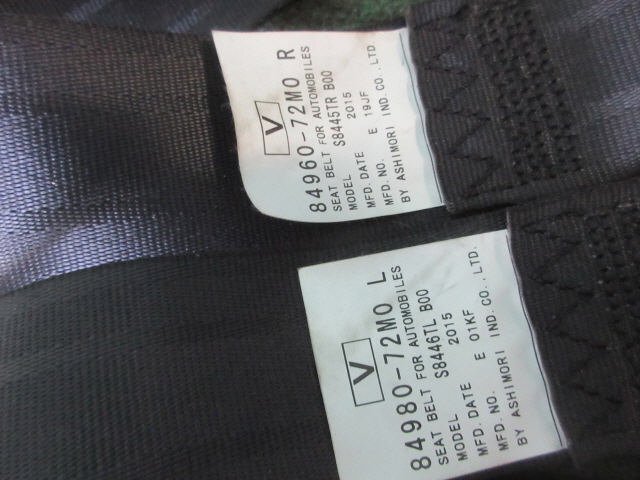 V
84960-72M0 R
SEAT BELT FOR AUTOMOBILES
S8445TR B00
MODEL 2015
MFD. DATE E 19JF
MFD. NO.
BY ASHIMORI IND. CO., LTD.
V
84980-72M0 L
SEAT BELT FOR AUTOMOBILES
S8446TL B00
MODEL 2015
MFD. DATE E 01KF
MFD. NO.
BY ASHIMORI IND. CO., LTD.